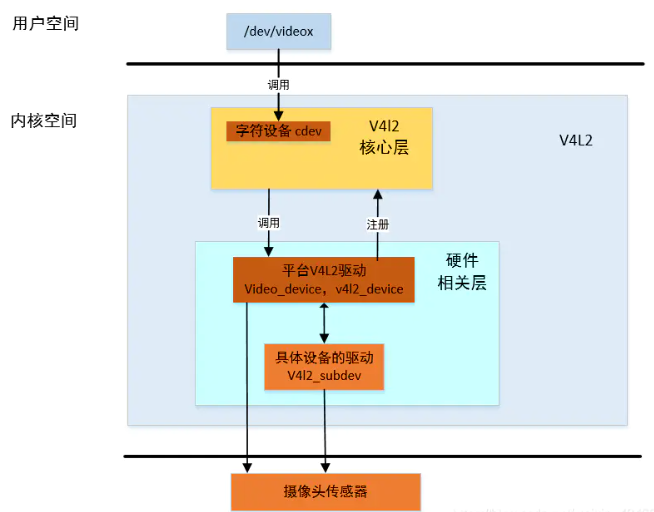 用户空间
/dev/videox
调用
内核空间
字符设备 cdev
V4l2
核心层
V4L2
调用
注册
硬件
相关层
平台V4L2驱动
Video_device，v4l2_device
具体设备的驱动
V4l2_subdev
摄像头传感器